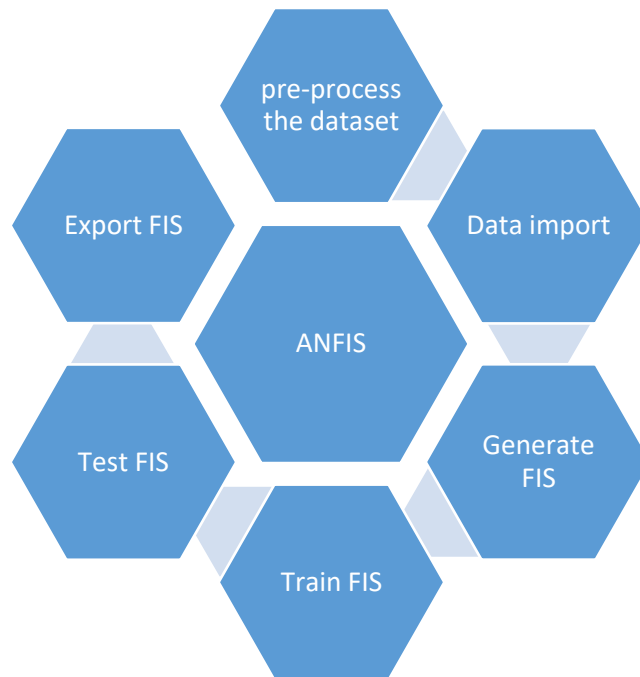 pre-process
the dataset
Data import
Generate
FIS
Train FIS
Test FIS
Export FIS
ANFIS